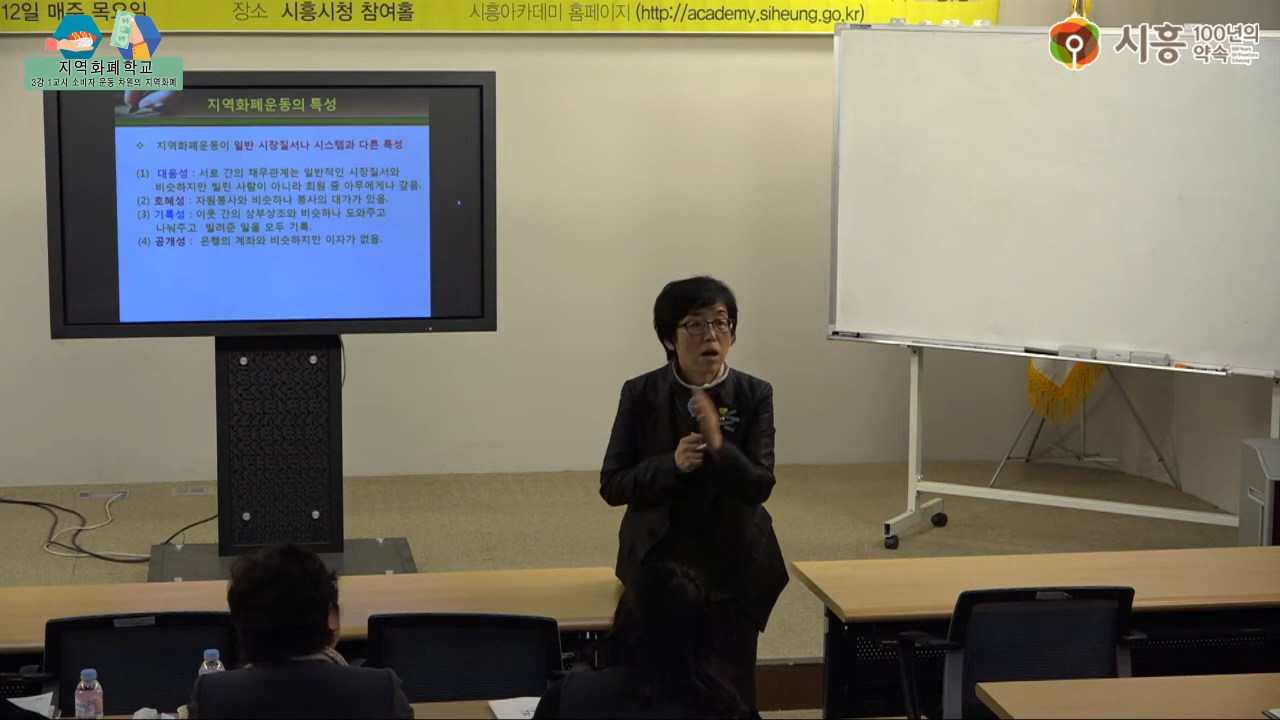 12일 매주 목요일 장소 시흥시청 참여홀 시흥아카데미 홈페이지 (http://academy.siheung.go.kr)
지역화폐학교
3강 1교시 소비자 운동 차원의 지역화폐
시흥 100년의 약속
지역화폐운동의 특성
❖ 지역화폐운동이 일반 시장질서나 시스템과 다른 특성
(1) 대응성 : 서로 간의 채무관계는 일반적인 시장질서와
비슷하지만 빌린 사람이 아니라 회원 중 아무에게나 갚음.
(2) 호혜성 : 자원봉사와 비슷하나 봉사의 대가가 있음.
(3) 기록성 : 이웃 간의 상부상조와 비슷하나 도와주고
나눠주고 빌려준 일을 모두 기록.
(4) 공개성 : 은행의 계좌와 비슷하지만 이자가 없음.